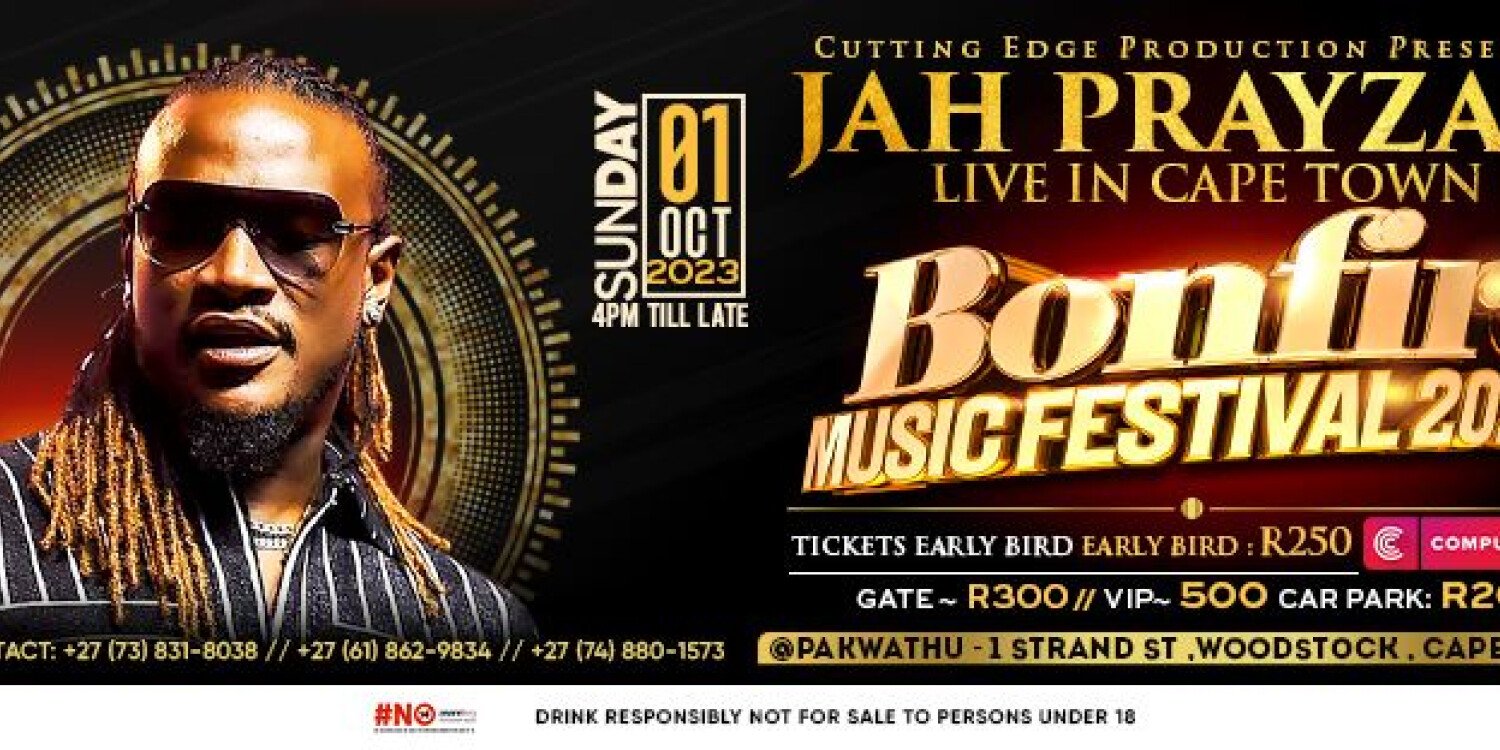 CUTTING EDGE PRODUCTION PRESE
JAH PRAYZA
LIVE IN CAPE TOWN
SUNDAY
01
OCT
2023
4PM TILL LATE
Bonfir
MUSIC FESTIVAL 20
TICKETS EARLY BIRD EARLY BIRD : R250
COMPU
GATE ~ R300 // VIP~ 500 CAR PARK: R20
TACT: +27 (73) 831-8038 // +27 (61) 862-9834 // +27 (74) 880-1573
@PAKWATHU - 1 STRAND ST , WOODSTOCK , CAPE
#NO
DRINK RESPONSIBLY NOT FOR SALE TO PERSONS UNDER 18